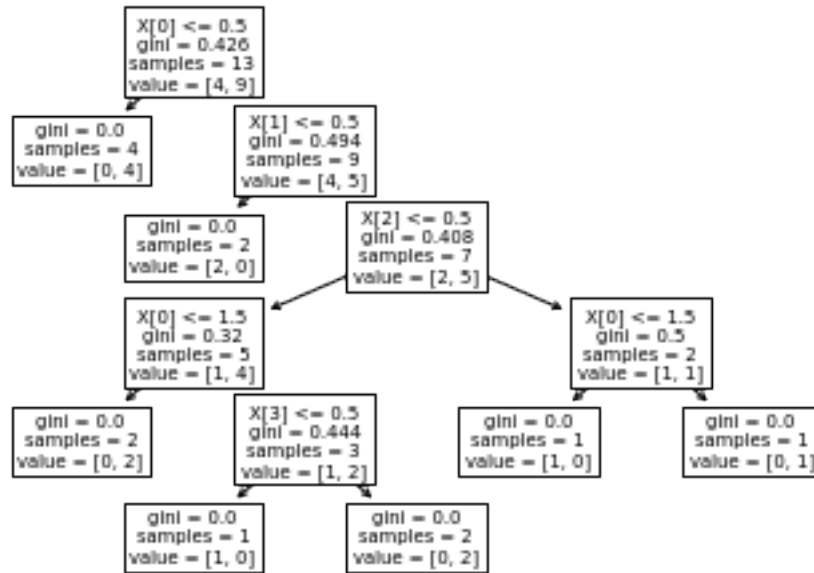 X[0] <= 0.5
gini = 0.426
samples = 13
value = [4, 9]
gini = 0.0
samples = 4
value = [0, 4]
X[1] <= 0.5
gini = 0.494
samples = 9
value = [4, 5]
gini = 0.0
samples = 2
value = [2, 0]
X[2] <= 0.5
gini = 0.408
samples = 7
value = [2, 5]
X[0] <= 1.5
gini = 0.32
samples = 5
value = [1, 4]
X[0] <= 1.5
gini = 0.5
samples = 2
value = [1, 1]
gini = 0.0
samples = 2
value = [0, 2]
X[3] <= 0.5
gini = 0.444
samples = 3
value = [1, 2]
gini = 0.0
samples = 1
value = [1, 0]
gini = 0.0
samples = 1
value = [0, 1]
gini = 0.0
samples = 1
value = [1, 0]
gini = 0.0
samples = 2
value = [0, 2]